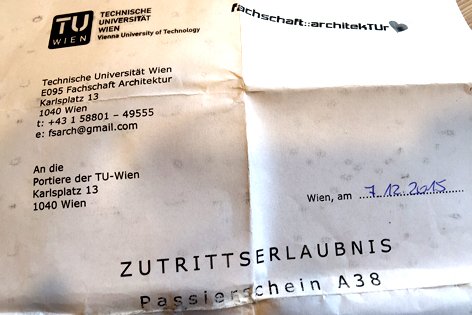 TU
WIEN
TECHNISCHE
UNIVERSITÄT
WIEN
Vienna University of Technology
fachschaft::architekTUr
Technische Universität Wien
E095 Fachschaft Architektur
Karlsplatz 13
1040 Wien
t: +43 1 58801 – 49555
e: fsarch@gmail.com
An die
Portiere der TU-Wien
Karlsplatz 13
1040 Wien
Wien, am 7.12.2015
ZUTRITTSERLAUBNIS
Passierschein A38